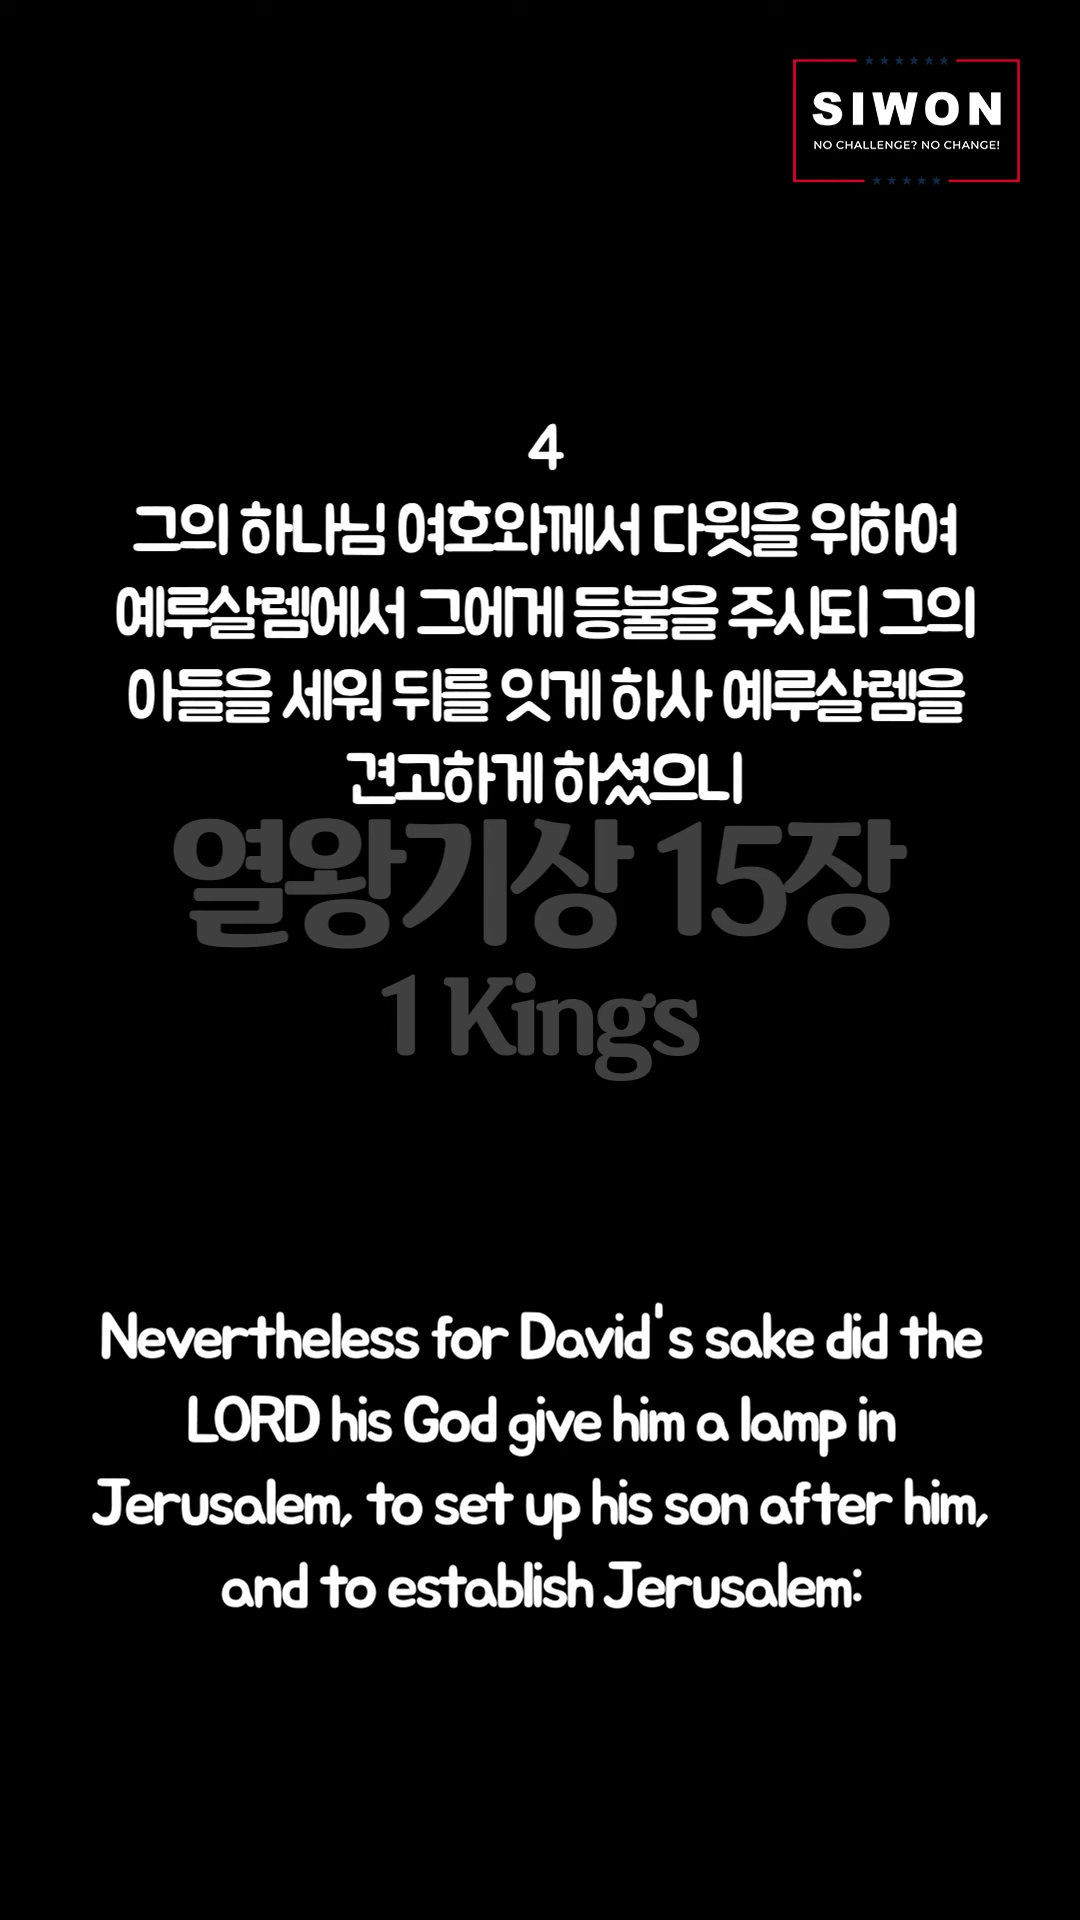 SIWON
NO CHALLENGE? NO CHANGE!
4
그의 하나님 여호와께서 다윗을 위하여
예루살렘에서 그에게 등불을 주시되 그의
아들을 세워 뒤를 잇게 하사 예루살렘을
견고하게 하셨으니
열왕기상 15장
1 Kings
Nevertheless for David's sake did the
LORD his God give him a lamp in
Jerusalem, to set up his son after him,
and to establish Jerusalem: